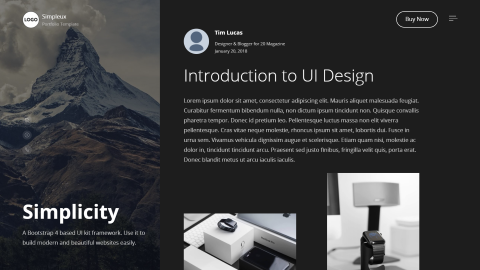 LOGO
Simpleux
Portfolio Template
Buy Now
Tim Lucas
Designer & Blogger for 20 Magazine
January 20, 2018
Introduction to UI Design
Lorem ipsum dolor sit amet, consectetur adipiscing elit. Mauris aliquet malesuada feugiat.
Curabitur fermentum bibendum nulla, non dictum ipsum tincidunt non. Quisque convallis
pharetra tempor. Donec id pretium leo. Pellentesque luctus massa non elit viverra
pellentesque. Cras vitae neque molestie, rhoncus ipsum sit amet, lobortis dui. Fusce in
urna sem. Vivamus vehicula dignissim augue et scelerisque. Etiam quam nisi, molestie ac
dolor in, tincidunt tincidunt arcu. Praesent sed justo finibus, fringilla velit quis, porta erat.
Donec blandit metus ut arcu iaculis iaculis.
Simplicity
A Bootstrap 4 based UI kit framework. Use it to
build modern and beautiful websites easily.